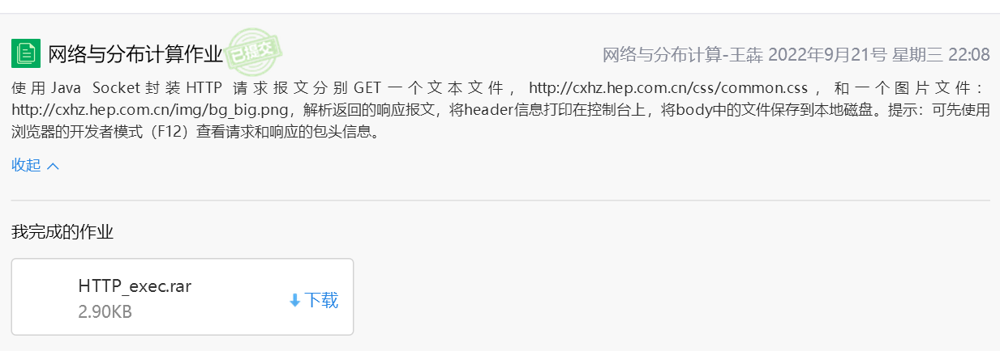 网络与分布计算作业
已提交
网络与分布计算-王犇 2022年9月21号 星期三 22:08
使用Java Socket封装HTTP 请求报文分别GET一个文本文件，http://cxhz.hep.com.cn/css/common.css，和一个图片文件：
http://cxhz.hep.com.cn/img/bg_big.png，解析返回的响应报文，将header信息打印在控制台上，将body中的文件保存到本地磁盘。提示：可先使用
浏览器的开发者模式（F12）查看请求和响应的包头信息。
收起
我完成的作业
HTTP_exec.rar
2.90KB
下载